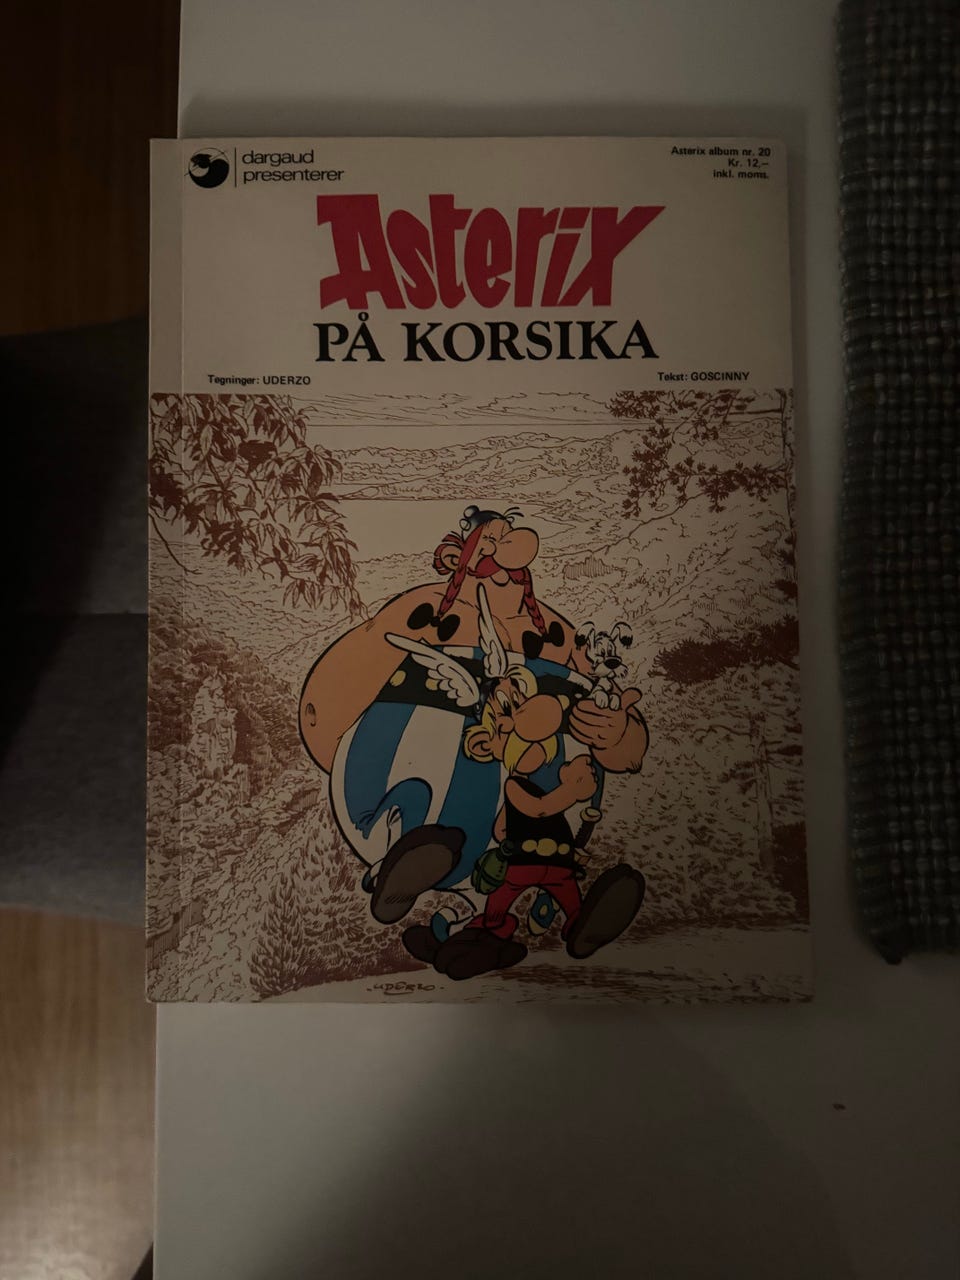 dargaud
presenterer
Asterix album nr. 20
Kr. 12,–
inkl. moms.
Asterix
PÅ KORSIKA
Tegninger: UDERZO
Tekst: GOSCINNY
·UDERZO·